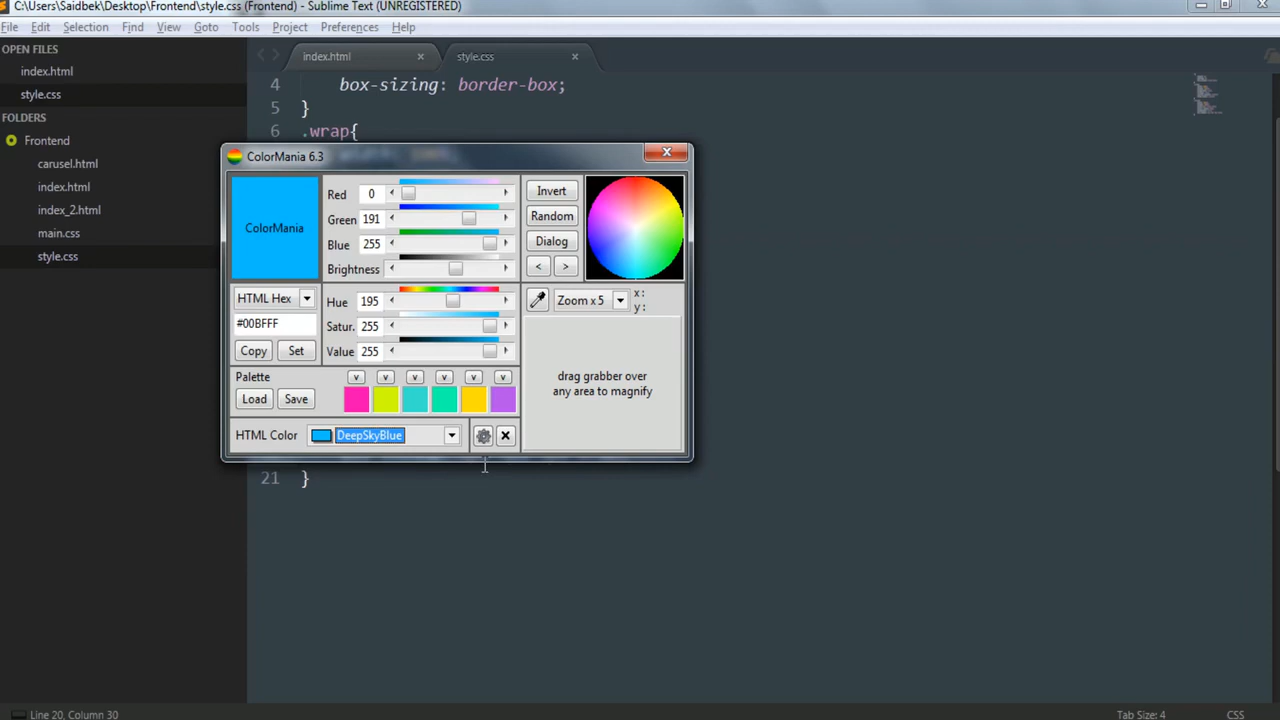 C:\Users\Saidbek\Desktop\Frontend\style.css (Frontend) - Sublime Text (UNREGISTERED)
File Edit Selection View Find Goto Tools Project Preferences Help
OPEN FILES
index.html
style.css
FOLDERS
Frontend
carusel.html
index.html
index_2.html
main.css
style.css
index.html
style.css
4 box-sizing: border-box;
5 }
6 .wrap{
ColorMania 6.3
ColorMania
Red 0
Green 191
Blue 255
Brightness
Invert
Random
Dialog
< >
HTML Hex
#00BFFF
Copy Set
Hue 195
Satur. 255
Value 255
Zoom x 5
x:
y:
drag grabber over
any area to magnify
Palette
v v v v v v
Load Save
HTML Color DeepSkyBlue
21 }
Line 20, Column 30
Tab Size: 4
CSS